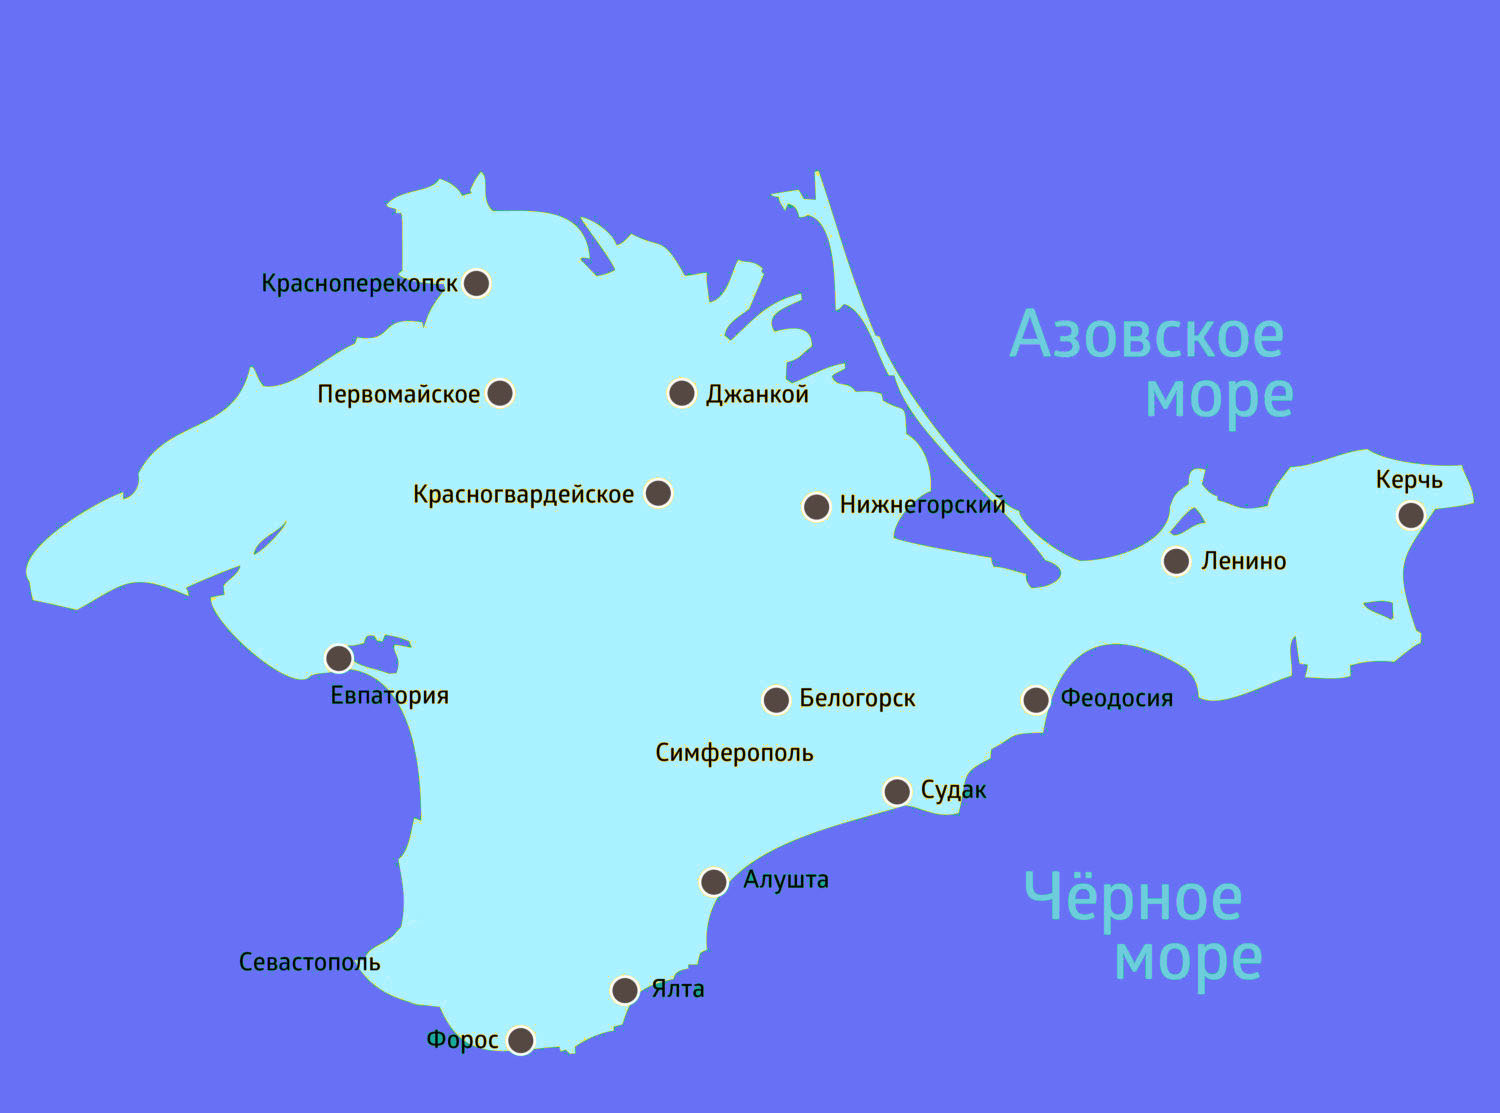 Красноперекопск
Азовское
море
Первомайское
Джанкой
Керчь
Красногвардейское
Нижнегорский
Ленино
Евпатория
Белогорск
Феодосия
Симферополь
Судак
Алушта
Чёрное
море
Севастополь
Ялта
Форос